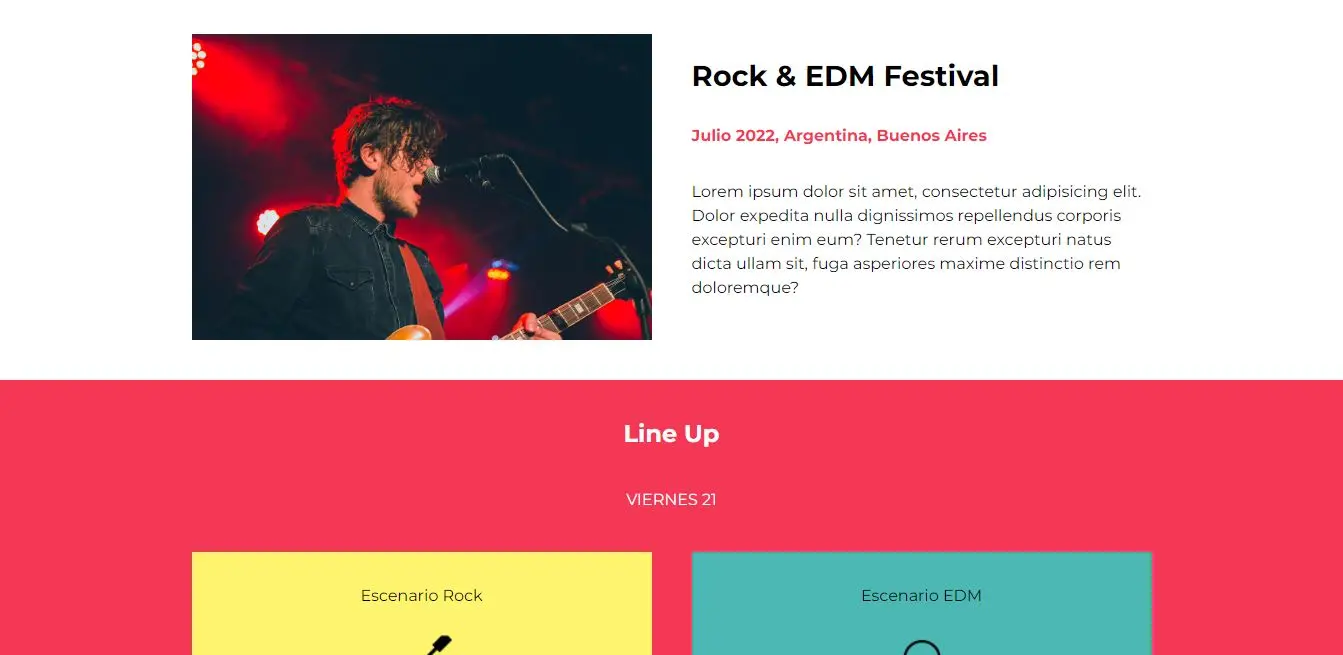 Rock & EDM Festival
Julio 2022, Argentina, Buenos Aires
Lorem ipsum dolor sit amet, consectetur adipisicing elit.
Dolor expedita nulla dignissimos repellendus corporis
excepturi enim eum? Tenetur rerum excepturi natus
dicta ullam sit, fuga asperiores maxime distinctio rem
doloremque?
Line Up
VIERNES 21
Escenario Rock
Escenario EDM